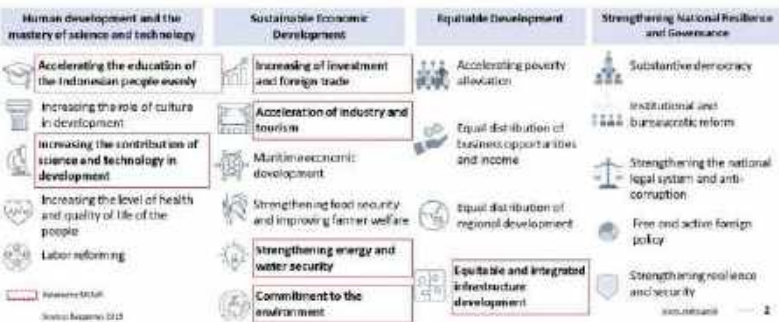 Human development and the
mastery of science and technology
Accelerating the education of
the Indonesian people evenly
Increasing the role of culture
in development
Increasing the contribution of
science and technology in
development
Increasing the level of health
and quality of life of the
people
Labor reforming
Sustainable Economic
Development
Increasing of investment
and foreign trade
Acceleration of industry and
tourism
Maritime economic
development
Strengthening food security
and improving farmer welfare
Strengthening energy and
water security
Commitment to the
environment
Equitable Development
Accelerating poverty
alleviation
Equal distribution of
business opportunities
and income
Equal distribution of
regional development
Equitable and integrated
infrastructure
development
Strengthening National Resilience
and Governance
Substantive democracy
Institutional and
bureaucratic reform
Strengthening the national
legal system and anti-
corruption
Free and active foreign
policy
Strengthening resilience
and security
2